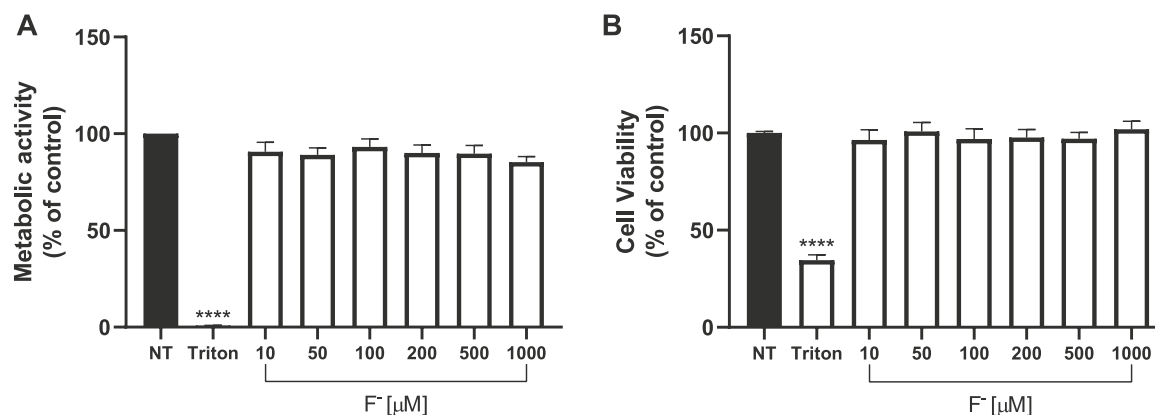 A
Metabolic activity
(% of control)
150
100
50
0
****
NT Triton 10 50 100 200 500 1000
F⁻ [μM]
B
Cell Viability
(% of control)
150
100
50
0
****
NT Triton 10 50 100 200 500 1000
F⁻ [μM]